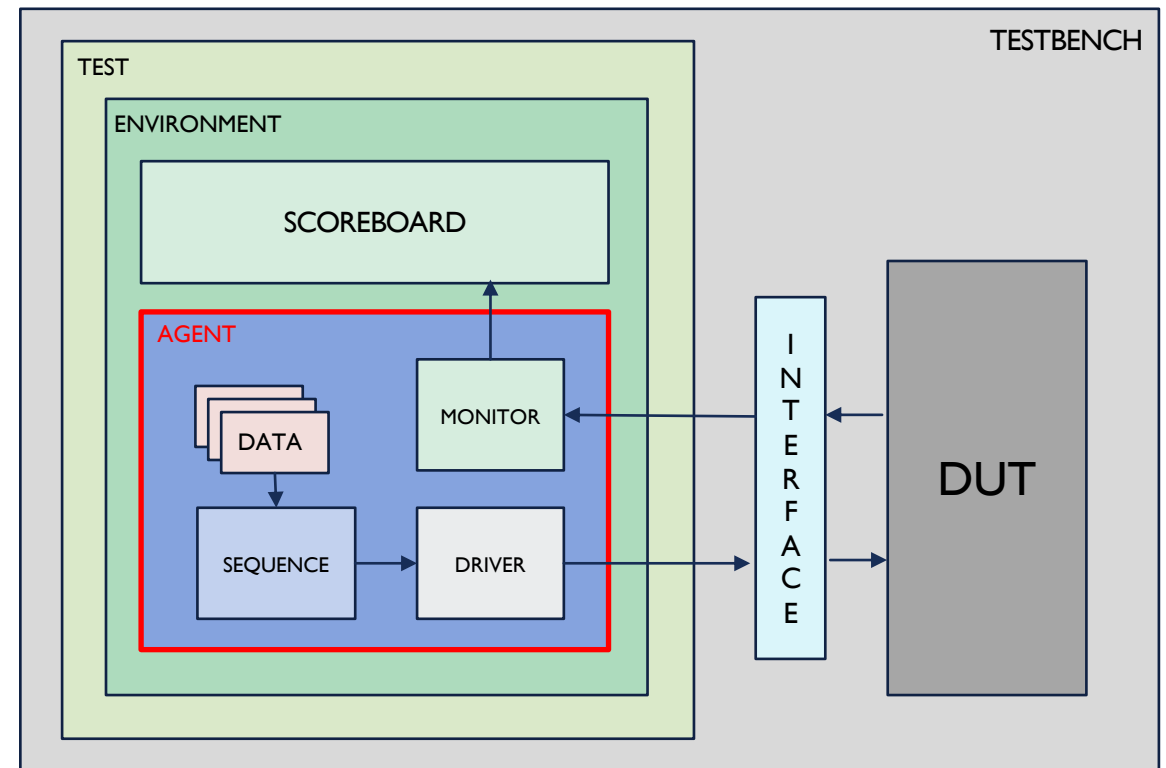 TESTBENCH
TEST
ENVIRONMENT
SCOREBOARD
AGENT
MONITOR
DATA
SEQUENCE
DRIVER
I
N
T
E
R
F
A
C
E
DUT